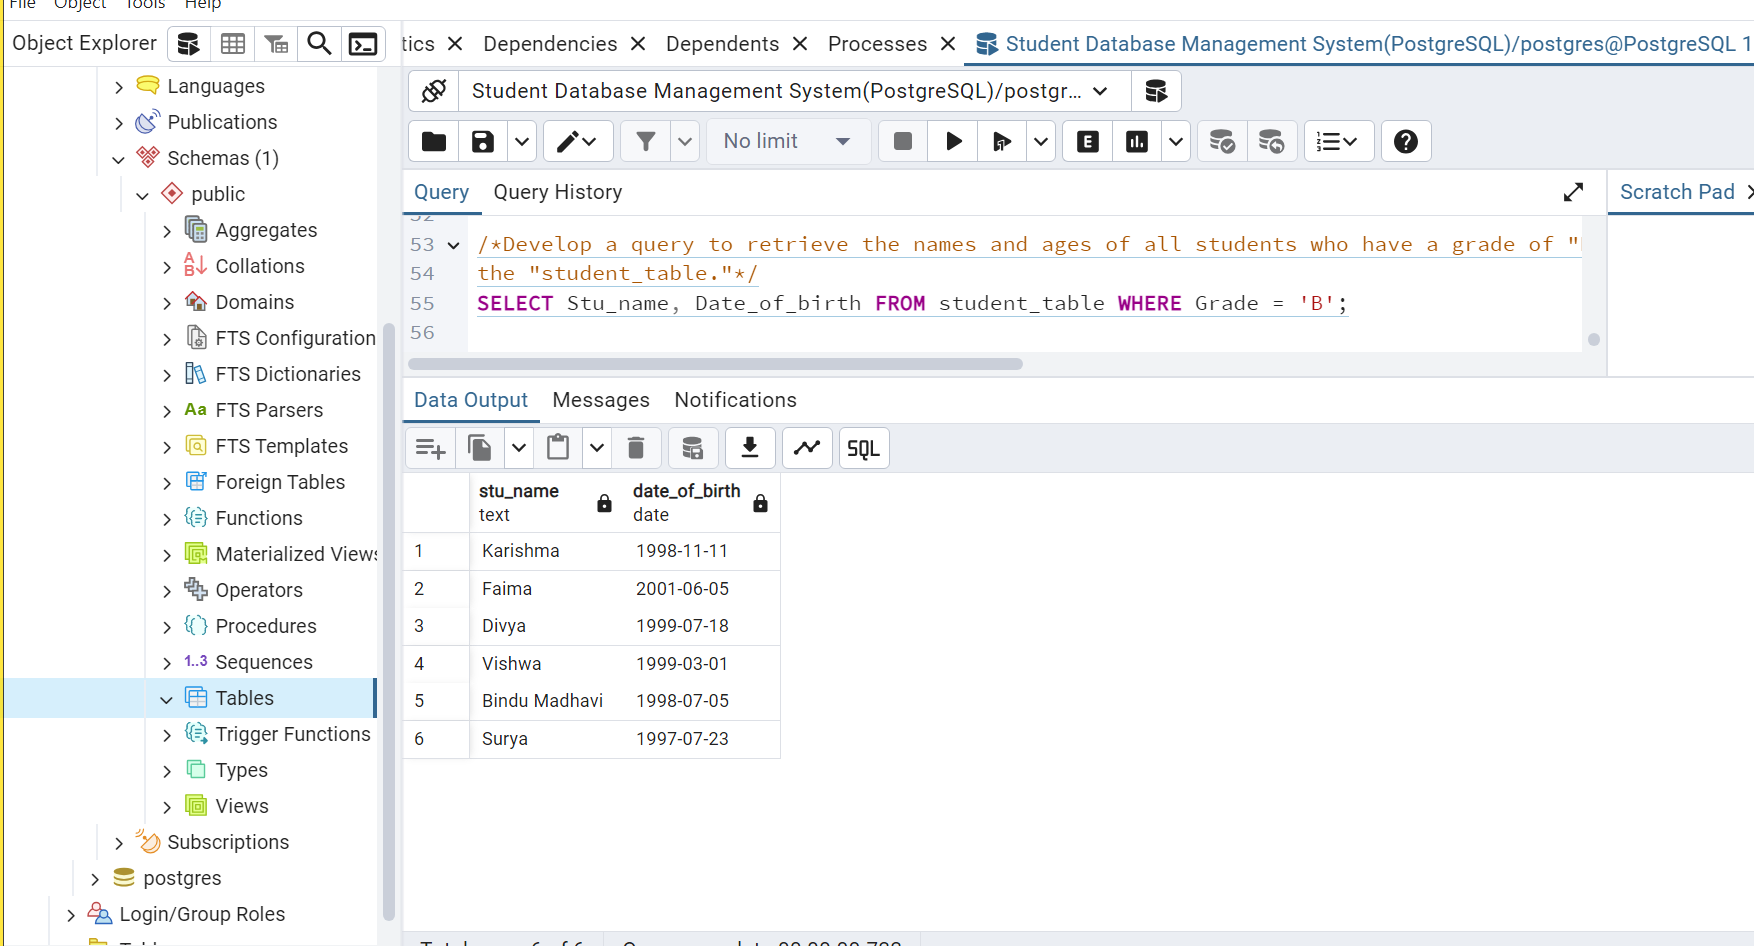 File Object Tools Help
Object Explorer
tics Dependencies Dependents Processes Student Database Management System(PostgreSQL)/postgres@PostgreSQL 1
Student Database Management System(PostgreSQL)/postgr...
No limit
E
Query Query History
Scratch Pad
52
53 /*Develop a query to retrieve the names and ages of all students who have a grade of "
54 the "student_table."*/
55 SELECT Stu_name, Date_of_birth FROM student_table WHERE Grade = 'B';
56
Data Output Messages Notifications
SQL
stu_name text date_of_birth date
1 Karishma 1998-11-11
2 Faima 2001-06-05
3 Divya 1999-07-18
4 Vishwa 1999-03-01
5 Bindu Madhavi 1998-07-05
6 Surya 1997-07-23
Languages
Publications
Schemas (1)
public
Aggregates
Collations
Domains
FTS Configuration
FTS Dictionaries
Aa FTS Parsers
FTS Templates
Foreign Tables
Functions
Materialized Views
Operators
Procedures
1..3 Sequences
Tables
Trigger Functions
Types
Views
Subscriptions
postgres
Login/Group Roles